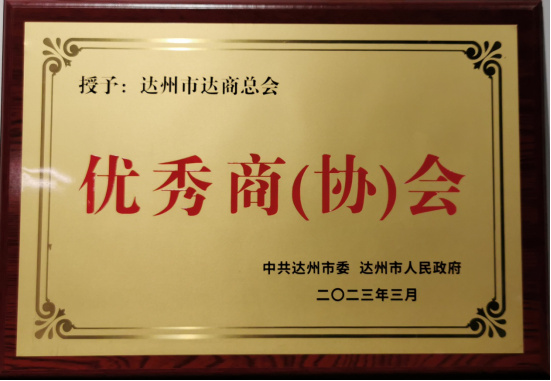 授予：达州市达商总会
优秀商(协)会
中共达州市委 达州市人民政府
二〇二三年三月